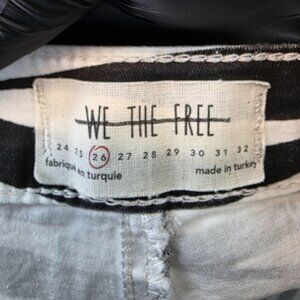 WE THE FREE
24 25 26 27 28 29 30 31 32
fabriqué en turquie made in turkey